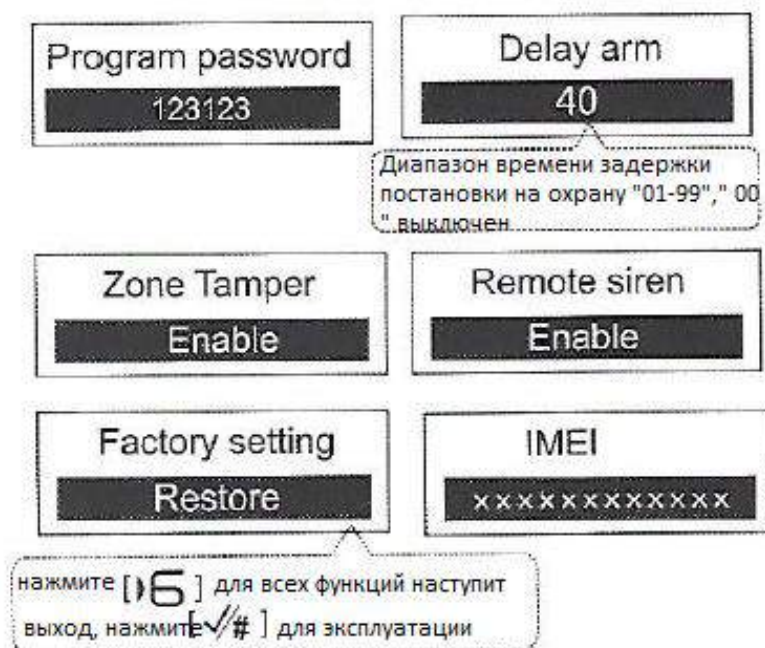 Program password
123123
Delay arm
40
Диапазон времени задержки
постановки на охрану "01-99"," 00
" выключен
Zone Tamper
Enable
Remote siren
Enable
Factory setting
Restore
IMEI
xxxxxxxxxxxx
нажмите [ ] для всех функций наступит
выход, нажмите[✓/# ] для эксплуатации